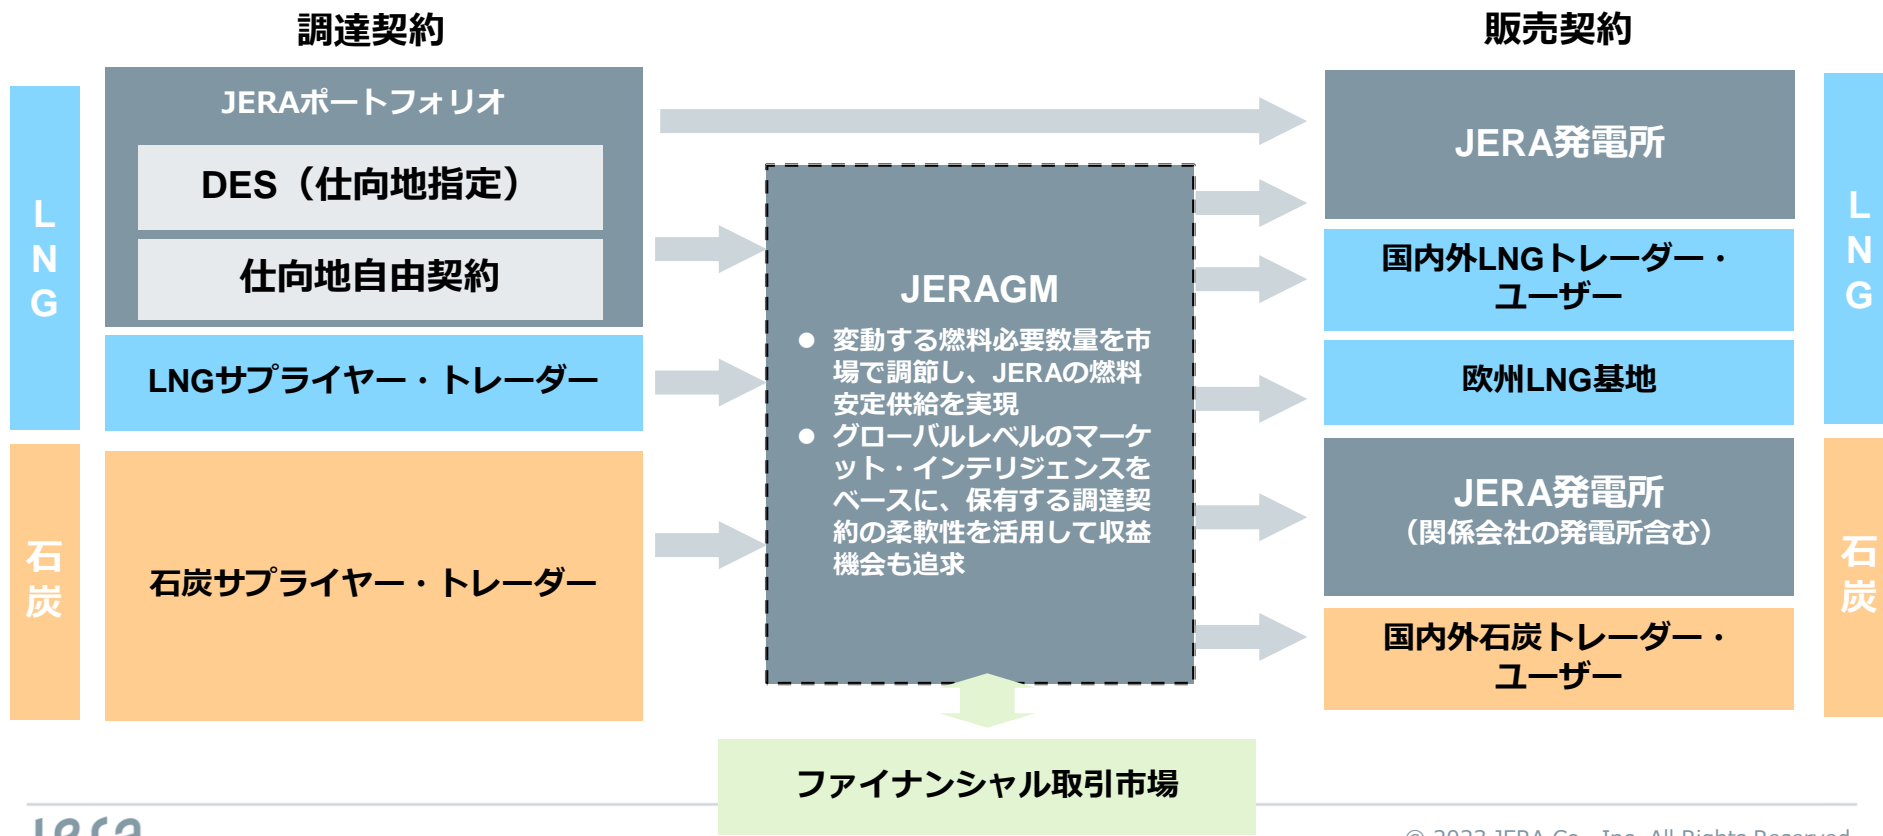 調達契約
販売契約
LNG
JERAポートフォリオ
DES（仕向地指定）
仕向地自由契約
LNGサプライヤー・トレーダー
石炭
石炭サプライヤー・トレーダー
JERAGM
● 変動する燃料必要数量を市
場で調節し、JERAの燃料
安定供給を実現
● グローバルレベルのマーケ
ット・インテリジェンスを
ベースに、保有する調達契
約の柔軟性を活用して収益
機会も追求
JERA発電所
国内外LNGトレーダー・
ユーザー
欧州LNG基地
LNG
JERA発電所
（関係会社の発電所含む）
国内外石炭トレーダー・
ユーザー
石炭
ファイナンシャル取引市場
Jera
© 2023 JERA Co., Inc. All Rights Reserved.